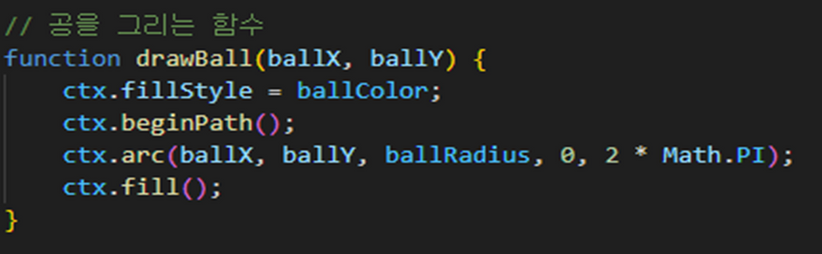 // 공을 그리는 함수
function drawBall(ballX, ballY) {
    ctx.fillStyle = ballColor;
    ctx.beginPath();
    ctx.arc(ballX, ballY, ballRadius, 0, 2 * Math.PI);
    ctx.fill();
}